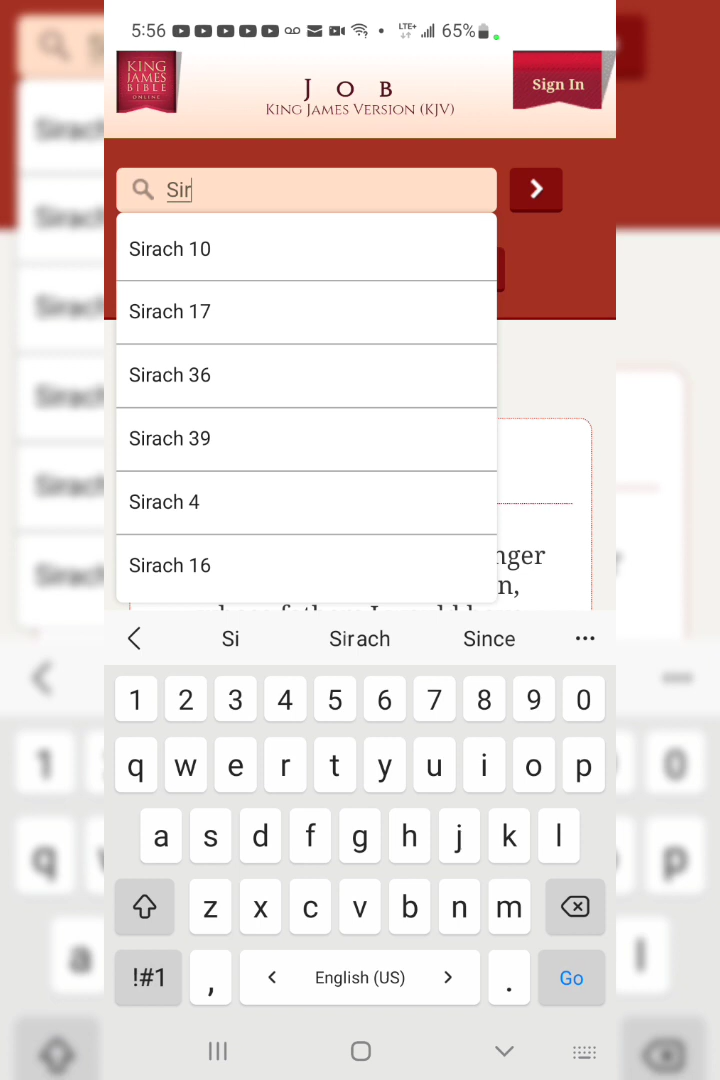 5:56
LTE+
65%
KING
JAMES
BIBLE
ONLINE
JOB
KING JAMES VERSION (KJV)
Sign In
Sir
Sirach 10
Sirach 17
Sirach 36
Sirach 39
Sirach 4
Sirach 16
Si Sirach Since
1 2 3 4 5 6 7 8 9 0
q w e r t y u i o p
a s d f g h j k l
z x c v b n m
!#1 , < English (US) > . Go